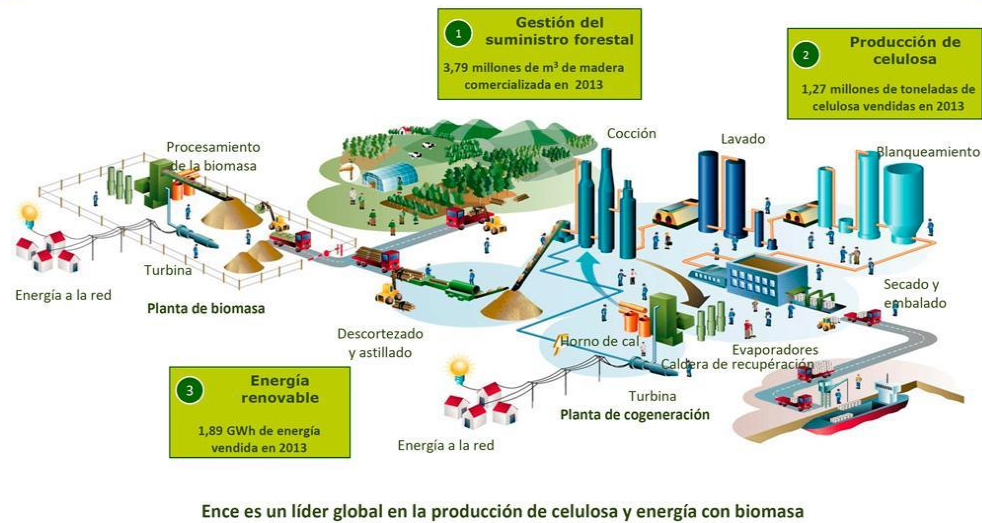 1
Gestión del
suministro forestal
3,79 millones de m³ de madera
comercializada en 2013
2
Producción de
celulosa
1,27 millones de toneladas de
celulosa vendidas en 2013
Cocción
Lavado
Blanqueamiento
Procesamiento
de la biomasa
Turbina
Energía a la red
Planta de biomasa
Descortezado
y astillado
Secado y
embalado
Horno de cal
Evaporadores
Caldera de recupération
Turbina
Planta de cogeneración
Energía a la red
3
Energía
renovable
1,89 GWh de energía
vendida en 2013
Ence es un líder global en la producción de celulosa y energía con biomasa